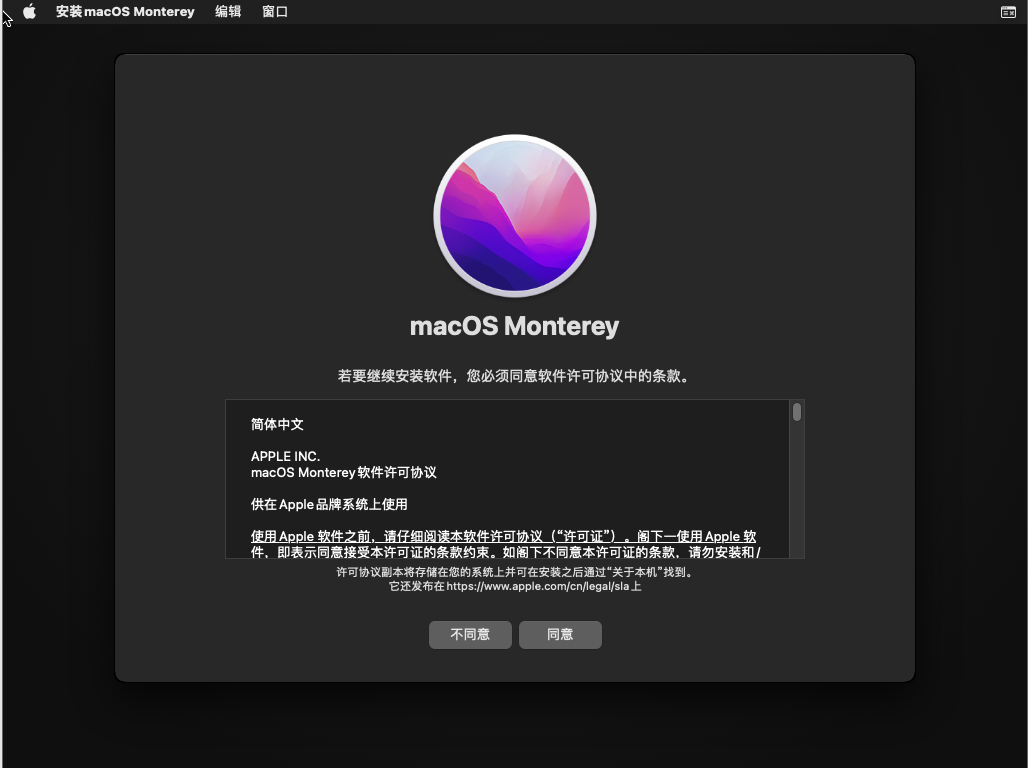 安装macOS Monterey 编辑 窗口
macOS Monterey
若要继续安装软件，您必须同意软件许可协议中的条款。
简体中文
APPLE INC.
macOS Monterey软件许可协议
供在Apple品牌系统上使用
使用Apple 软件之前，请仔细阅读本软件许可协议（“许可证”）。阁下一使用Apple 软
件，即表示同意接受本许可证的条款约束。如阁下不同意本许可证的条款，请勿安装和/
许可协议副本将存储在您的系统上并可在安装之后通过“关于本机”找到。
它还发布在https://www.apple.com/cn/legal/sla上
不同意 同意